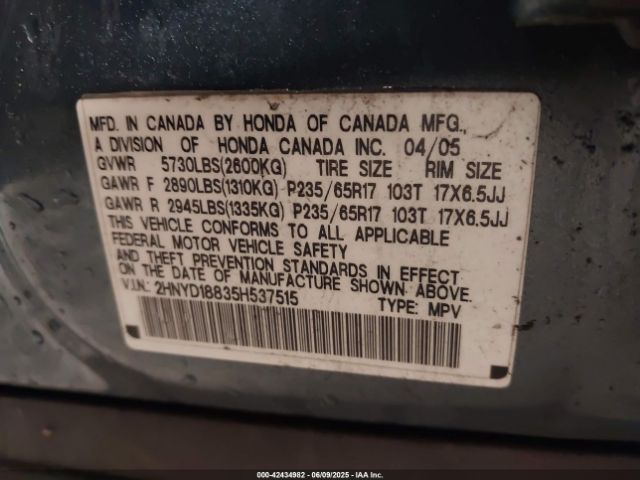 MFD. IN CANADA BY HONDA OF CANADA MFG.,
A DIVISION OF HONDA CANADA INC. 04/05
GVWR 5730LBS(2600KG) TIRE SIZE RIM SIZE
GAWR F 2890LBS(1310KG) P235/65R17 103T 17X6.5JJ
GAWR R 2945LBS(1335KG) P235/65R17 103T 17X6.5JJ
THIS VEHICLE CONFORMS TO ALL APPLICABLE
FEDERAL MOTOR VEHICLE SAFETY
AND THEFT PREVENTION STANDARDS IN EFFECT
ON THE DATE OF MANUFACTURE SHOWN ABOVE.
V.I.N.: 2HNYD18835H537515 TYPE: MPV
000-42434982 / 06/09/2025 - IAA Inc.